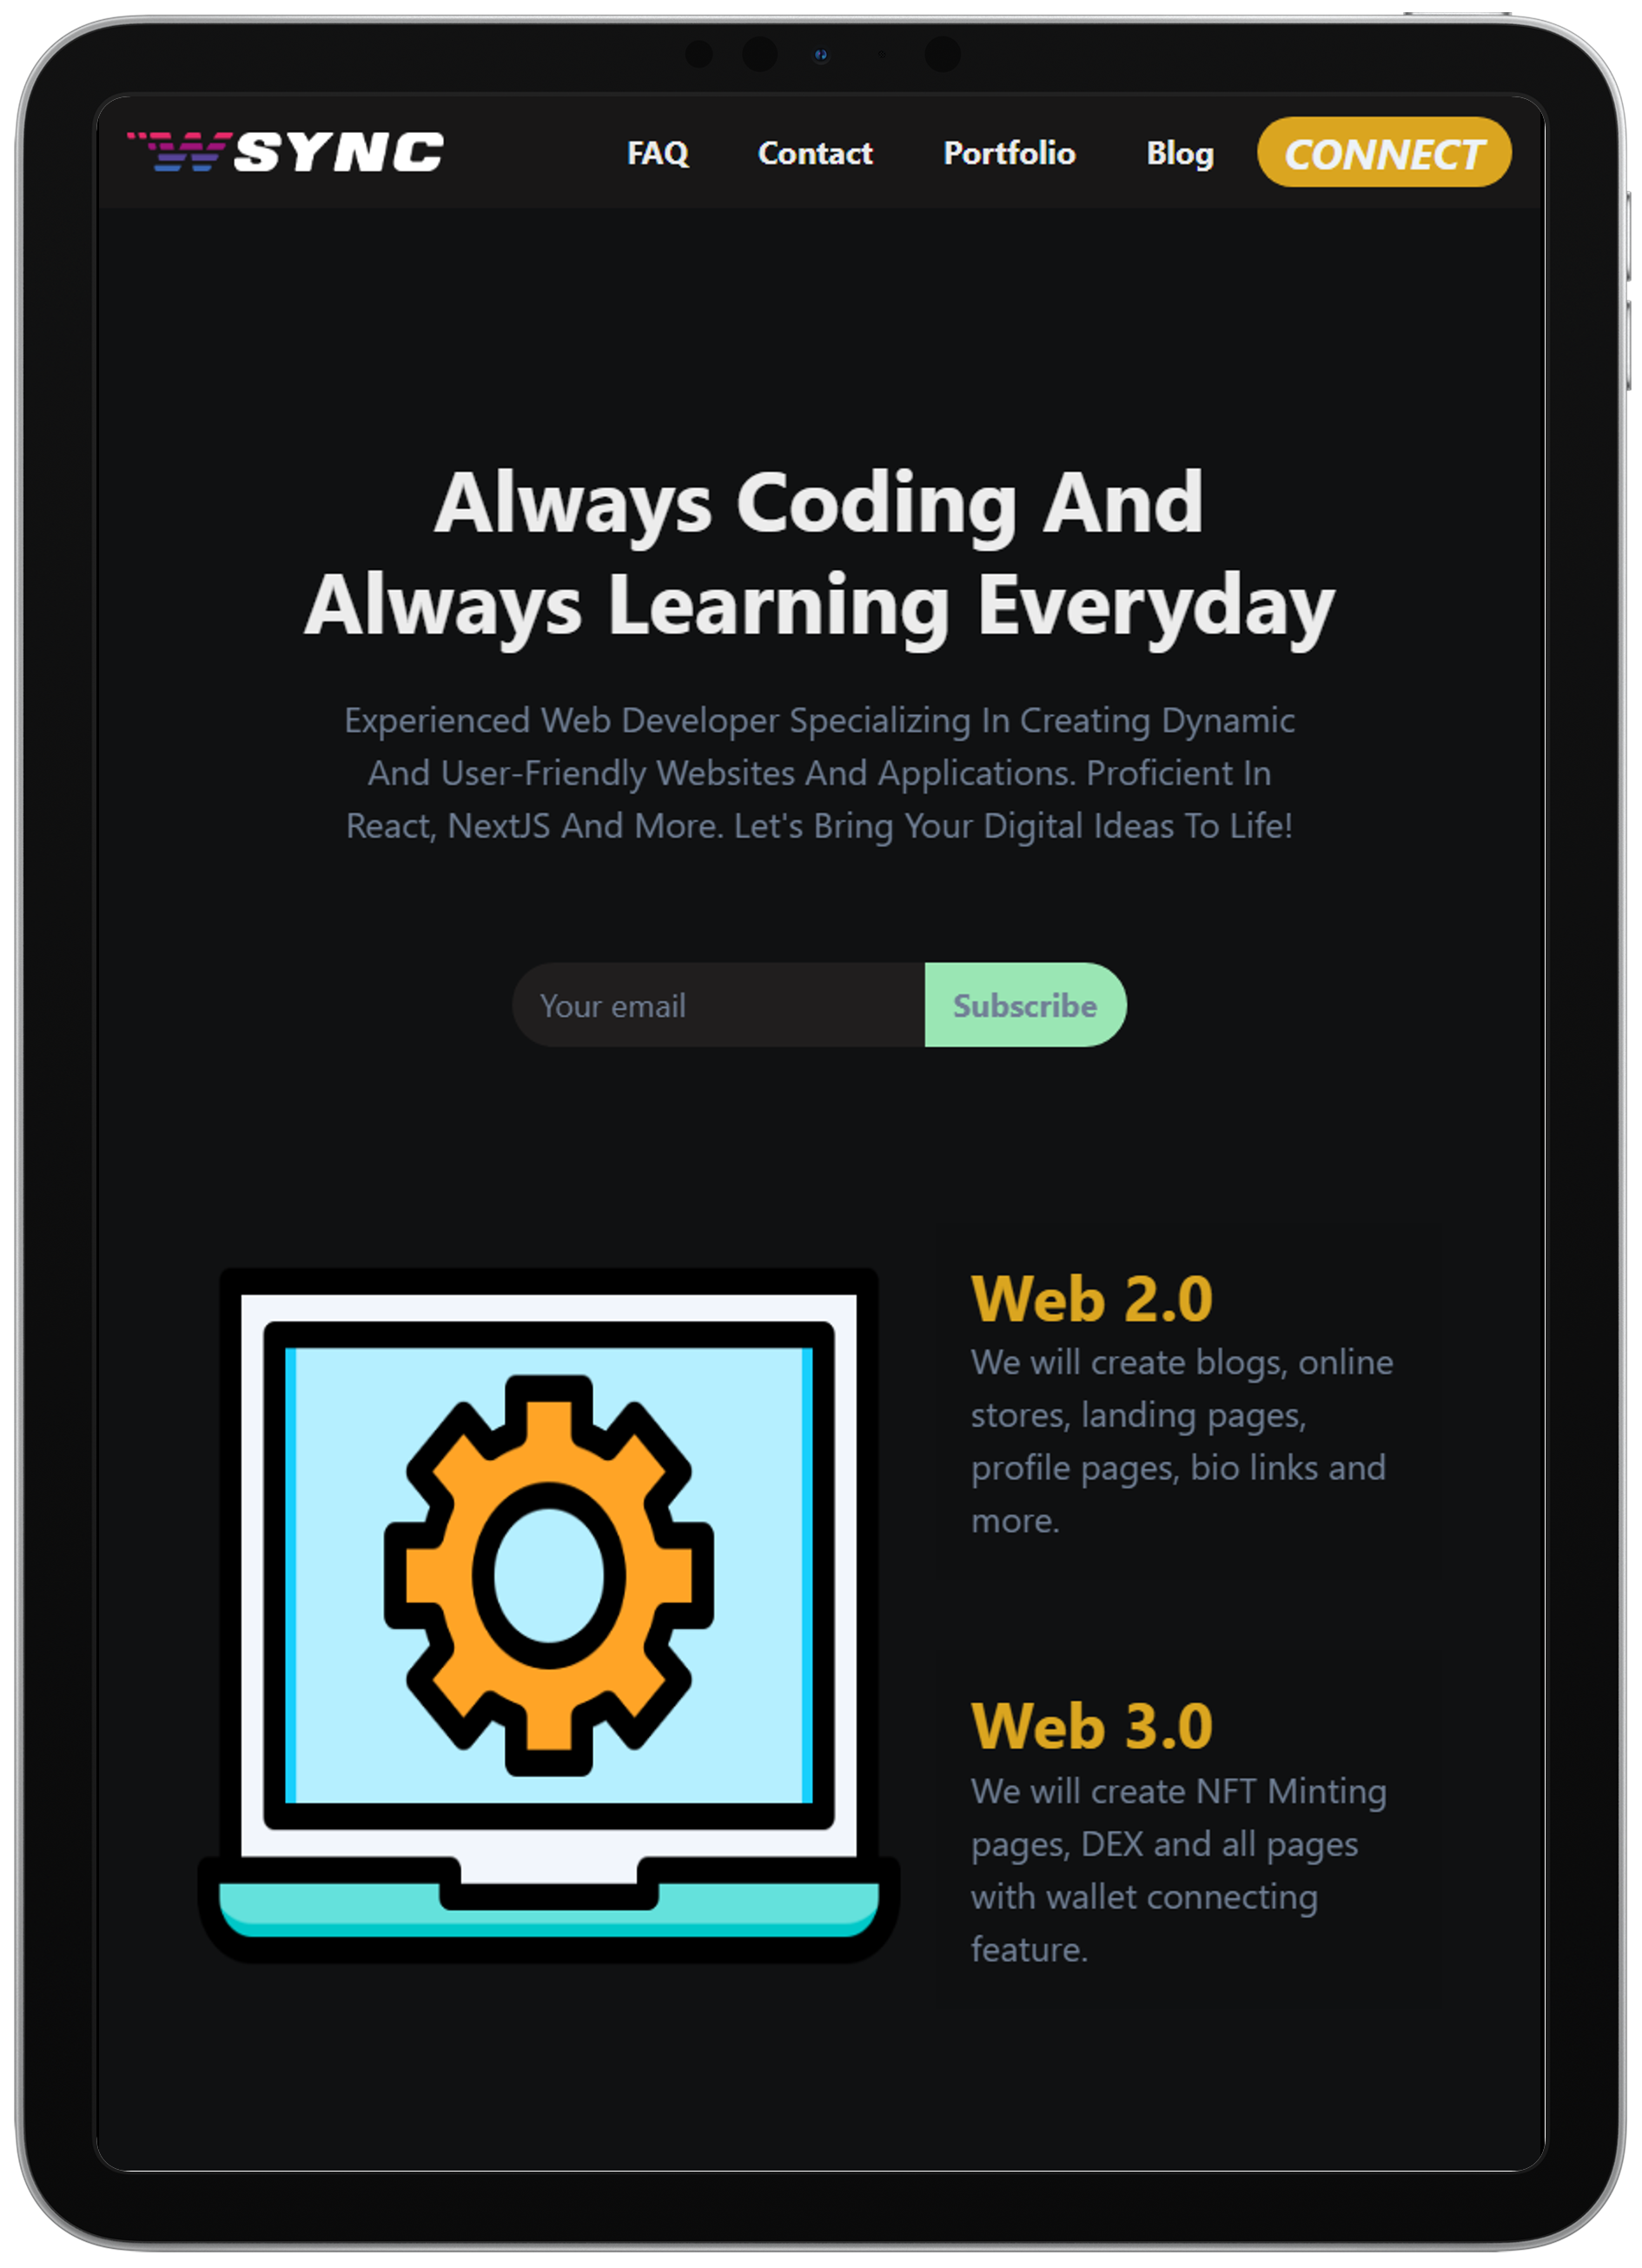 WSYNC
FAQ Contact Portfolio Blog CONNECT
Always Coding And
Always Learning Everyday
Experienced Web Developer Specializing In Creating Dynamic
And User-Friendly Websites And Applications. Proficient In
React, NextJS And More. Let's Bring Your Digital Ideas To Life!
Your email Subscribe
Web 2.0
We will create blogs, online
stores, landing pages,
profile pages, bio links and
more.
Web 3.0
We will create NFT Minting
pages, DEX and all pages
with wallet connecting
feature.